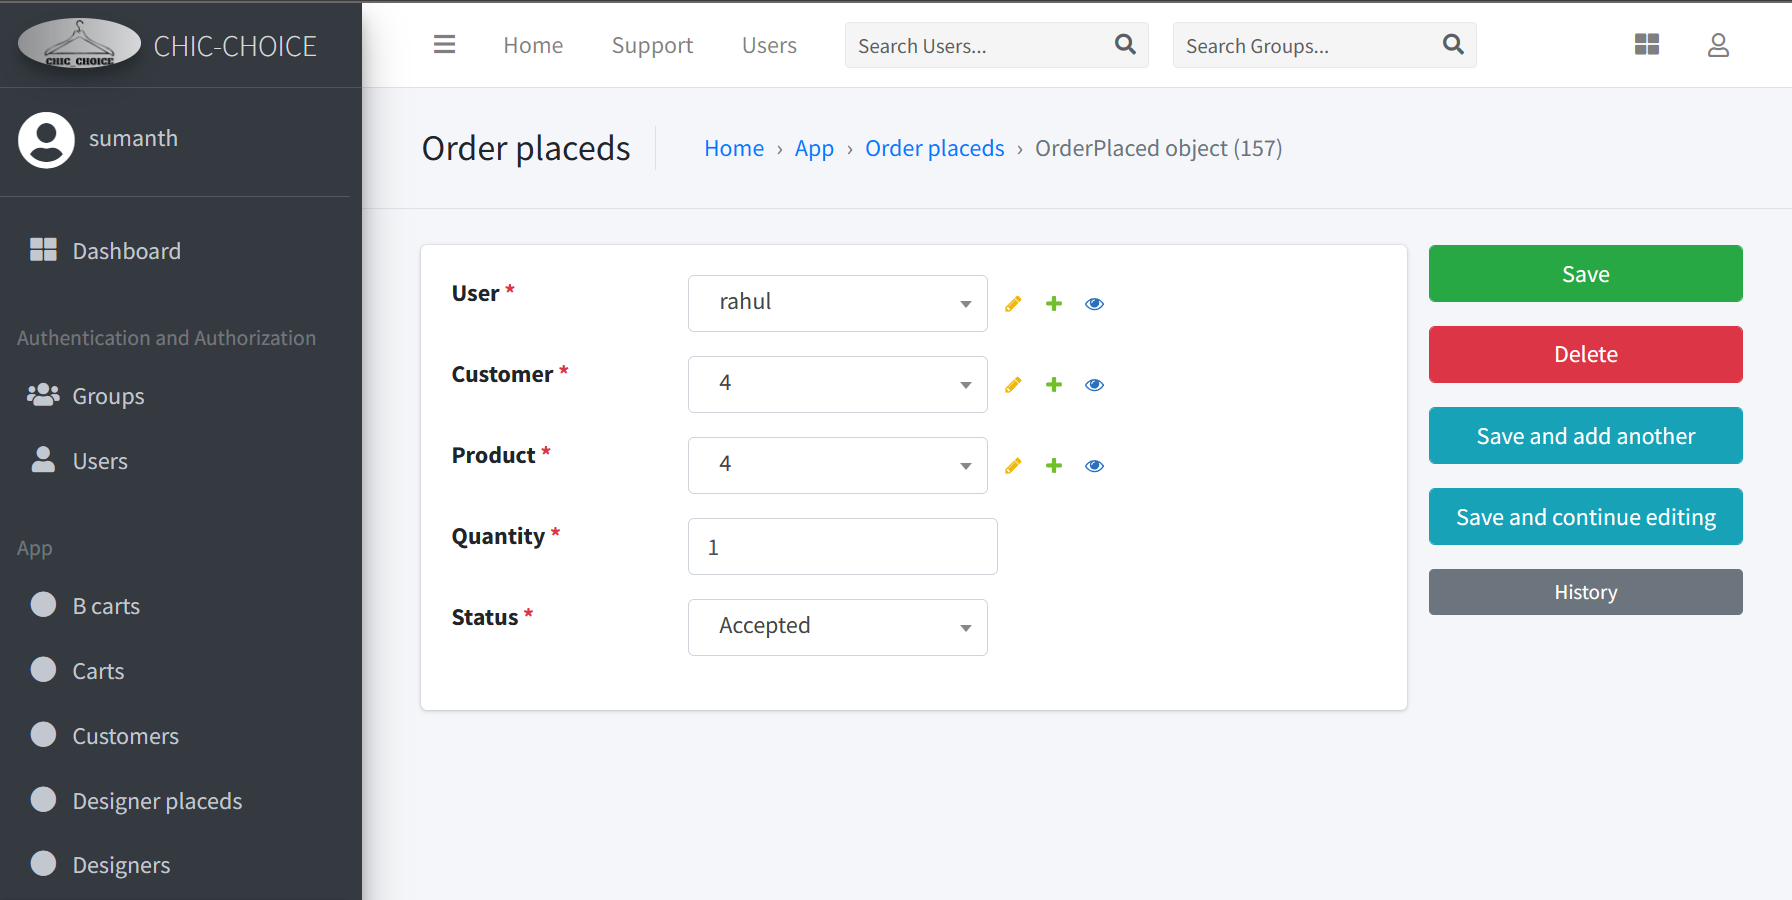 CHIC_CHOICE
CHIC-CHOICE
Home Support Users Search Users... Search Groups...
sumanth
Order placeds Home › App › Order placeds › OrderPlaced object (157)
Dashboard
Authentication and Authorization
Groups
Users
App
B carts
Carts
Customers
Designer placeds
Designers
User * rahul
Customer * 4
Product * 4
Quantity * 1
Status * Accepted
Save
Delete
Save and add another
Save and continue editing
History